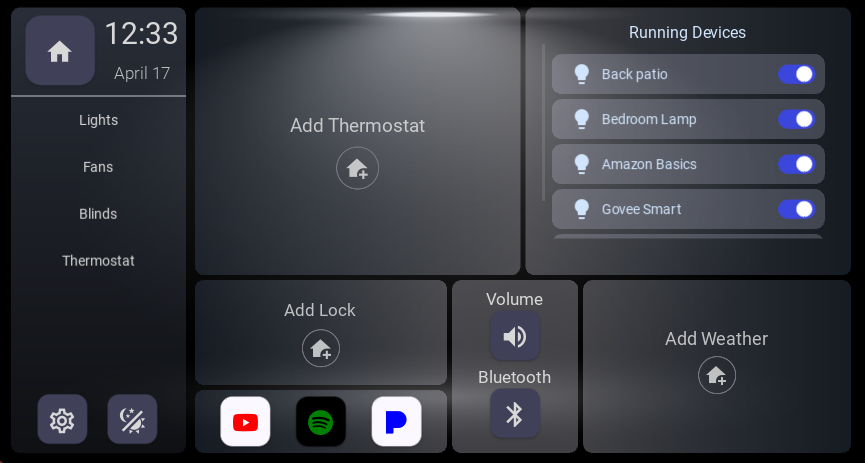 12:33
April 17
Lights
Fans
Blinds
Thermostat
Add Thermostat
Running Devices
Back patio
Bedroom Lamp
Amazon Basics
Govee Smart
Add Lock
Volume
Bluetooth
Add Weather